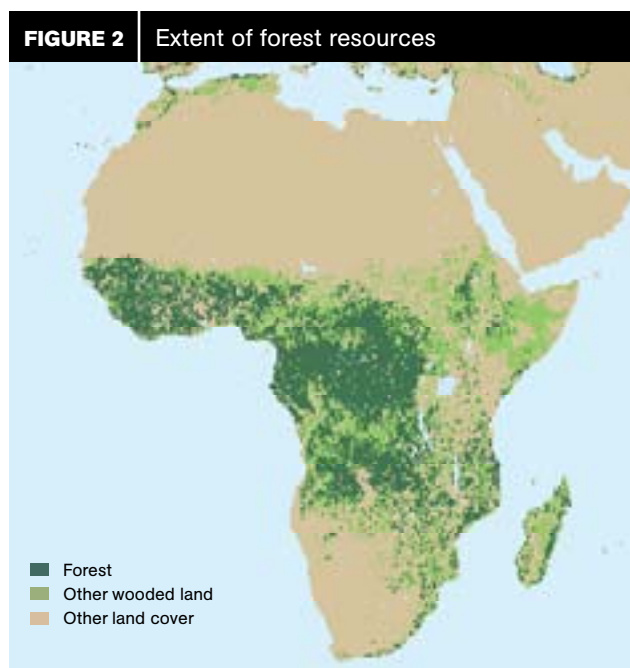 FIGURE 2 Extent of forest resources
Forest
Other wooded land
Other land cover